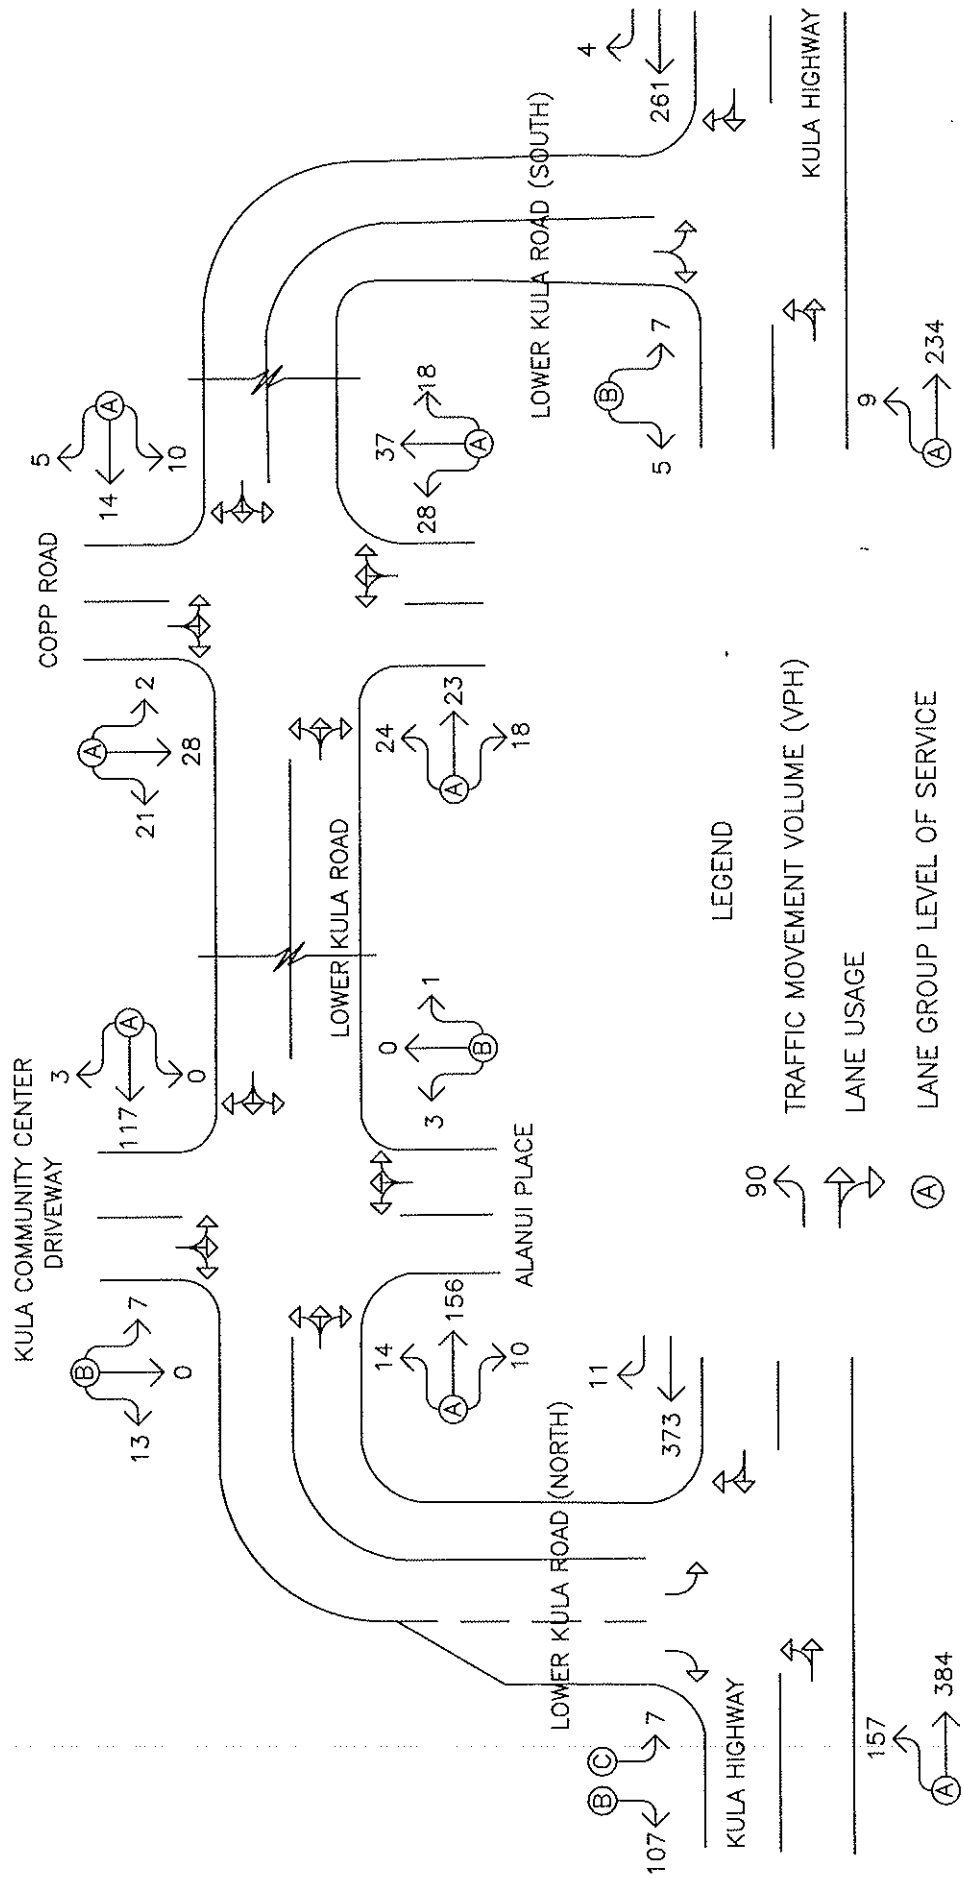 KULA COMMUNITY CENTER
DRIVEWAY
COPP ROAD
13
0
7
B
3
117
0
A
21
28
2
A
5
14
10
A
LOWER KULA ROAD
14
156
10
A
3
0
1
B
24
23
18
A
28
37
18
A
ALANUI PLACE
LOWER KULA ROAD (NORTH)
LOWER KULA ROAD (SOUTH)
107
B
C
7
11
373
5
B
7
4
261
KULA HIGHWAY
KULA HIGHWAY
157
384
A
9
234
A
LEGEND
90
TRAFFIC MOVEMENT VOLUME (VPH)
LANE USAGE
A
LANE GROUP LEVEL OF SERVICE